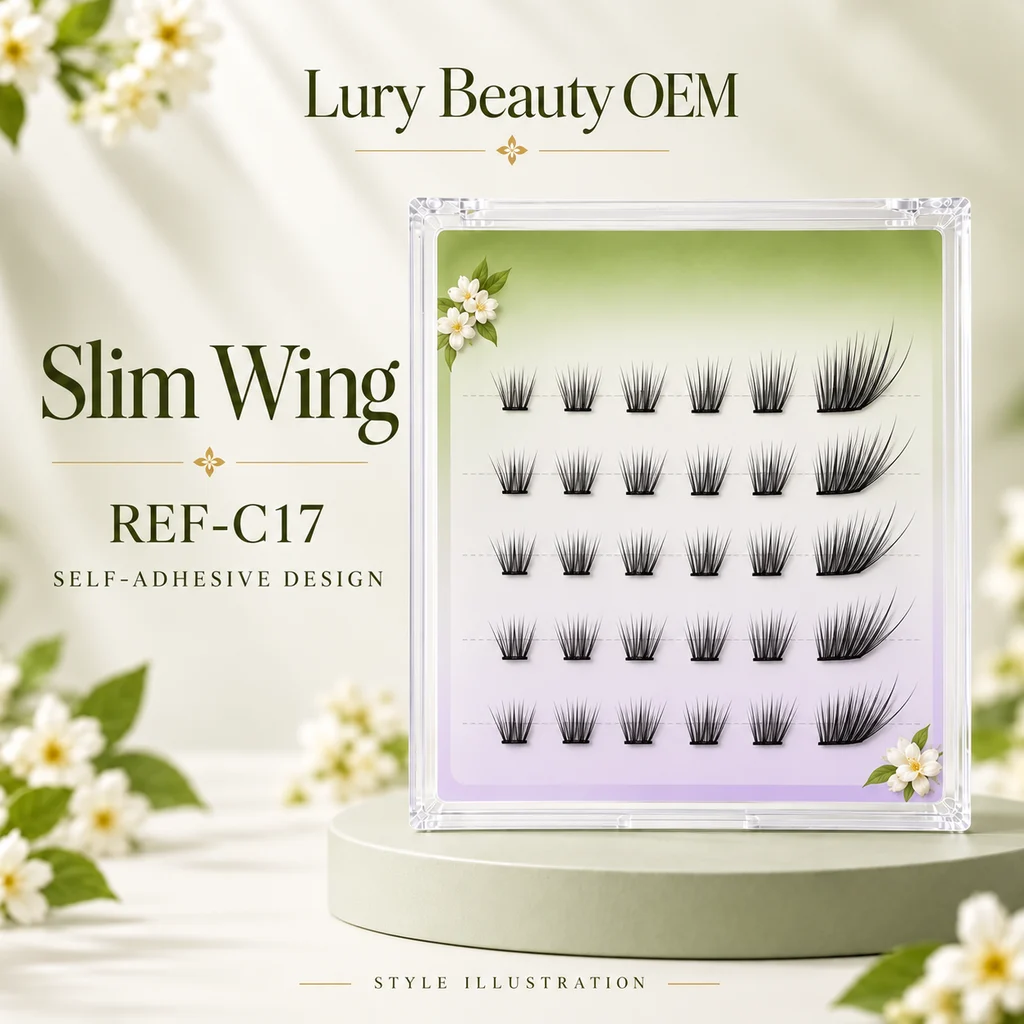 Lury Beauty OEM
Slim Wing
REF-C17
SELF-ADHESIVE DESIGN
STYLE ILLUSTRATION